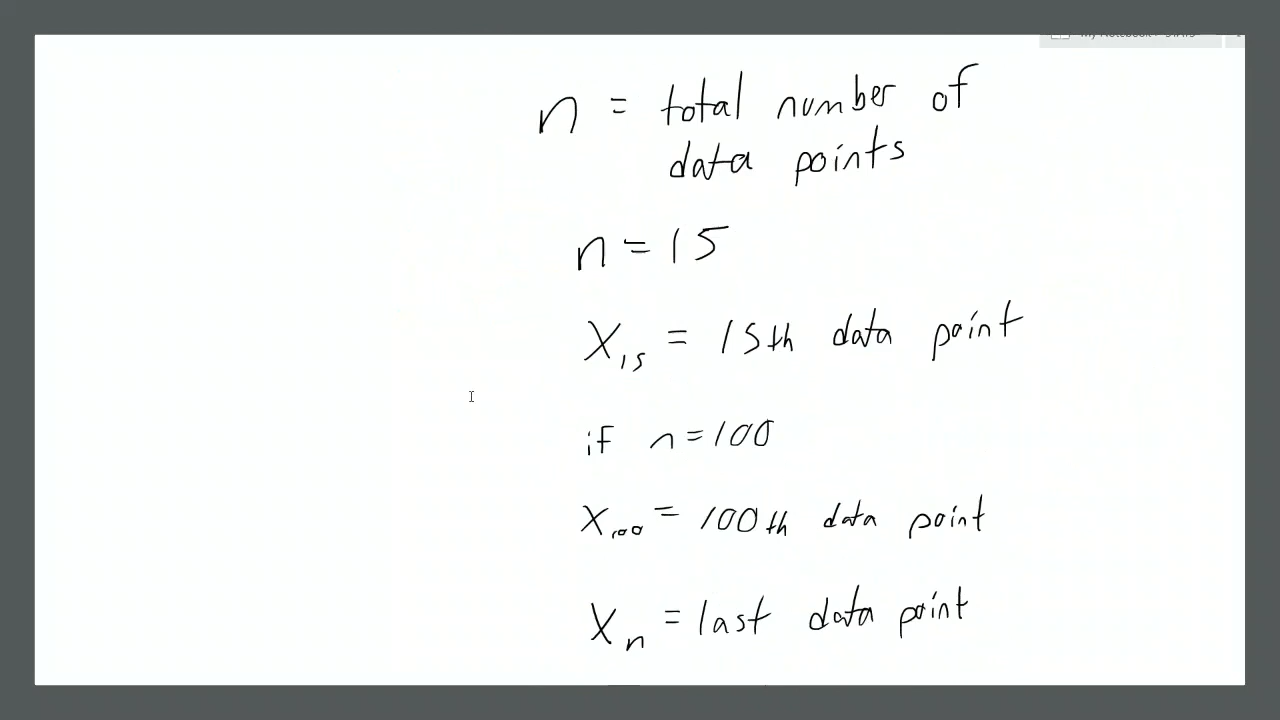 n = total number of
data points
n = 15
X₁₅ = 15th data point
if n = 100
X₁₀₀ = 100th data point
Xₙ = last data point